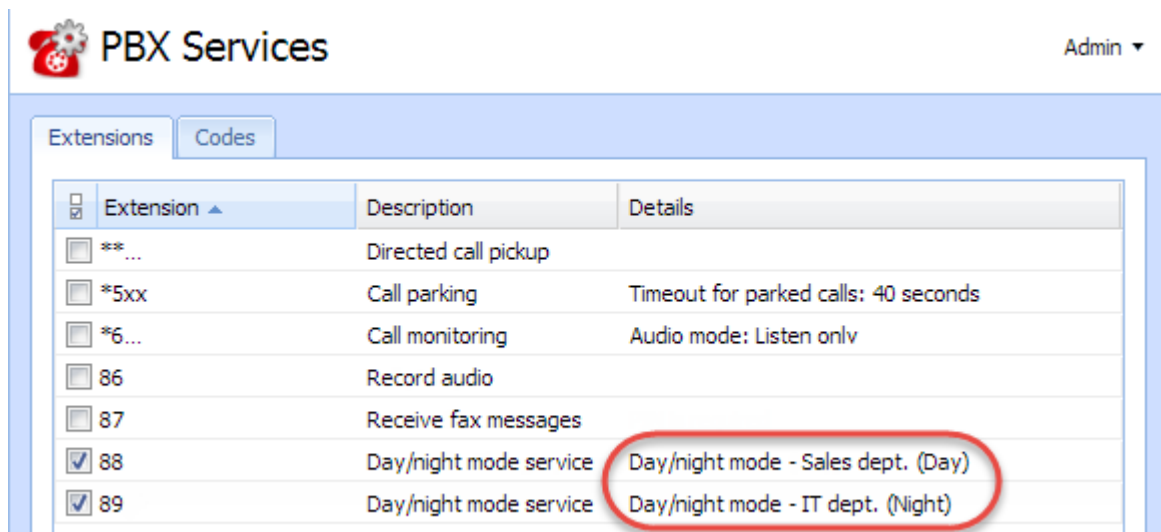 PBX Services
Admin
Extensions Codes
Extension Description Details
**... Directed call pickup
*5xx Call parking Timeout for parked calls: 40 seconds
*6... Call monitoring Audio mode: Listen only
86 Record audio
87 Receive fax messages
88 Day/night mode service Day/night mode - Sales dept. (Day)
89 Day/night mode service Day/night mode - IT dept. (Night)